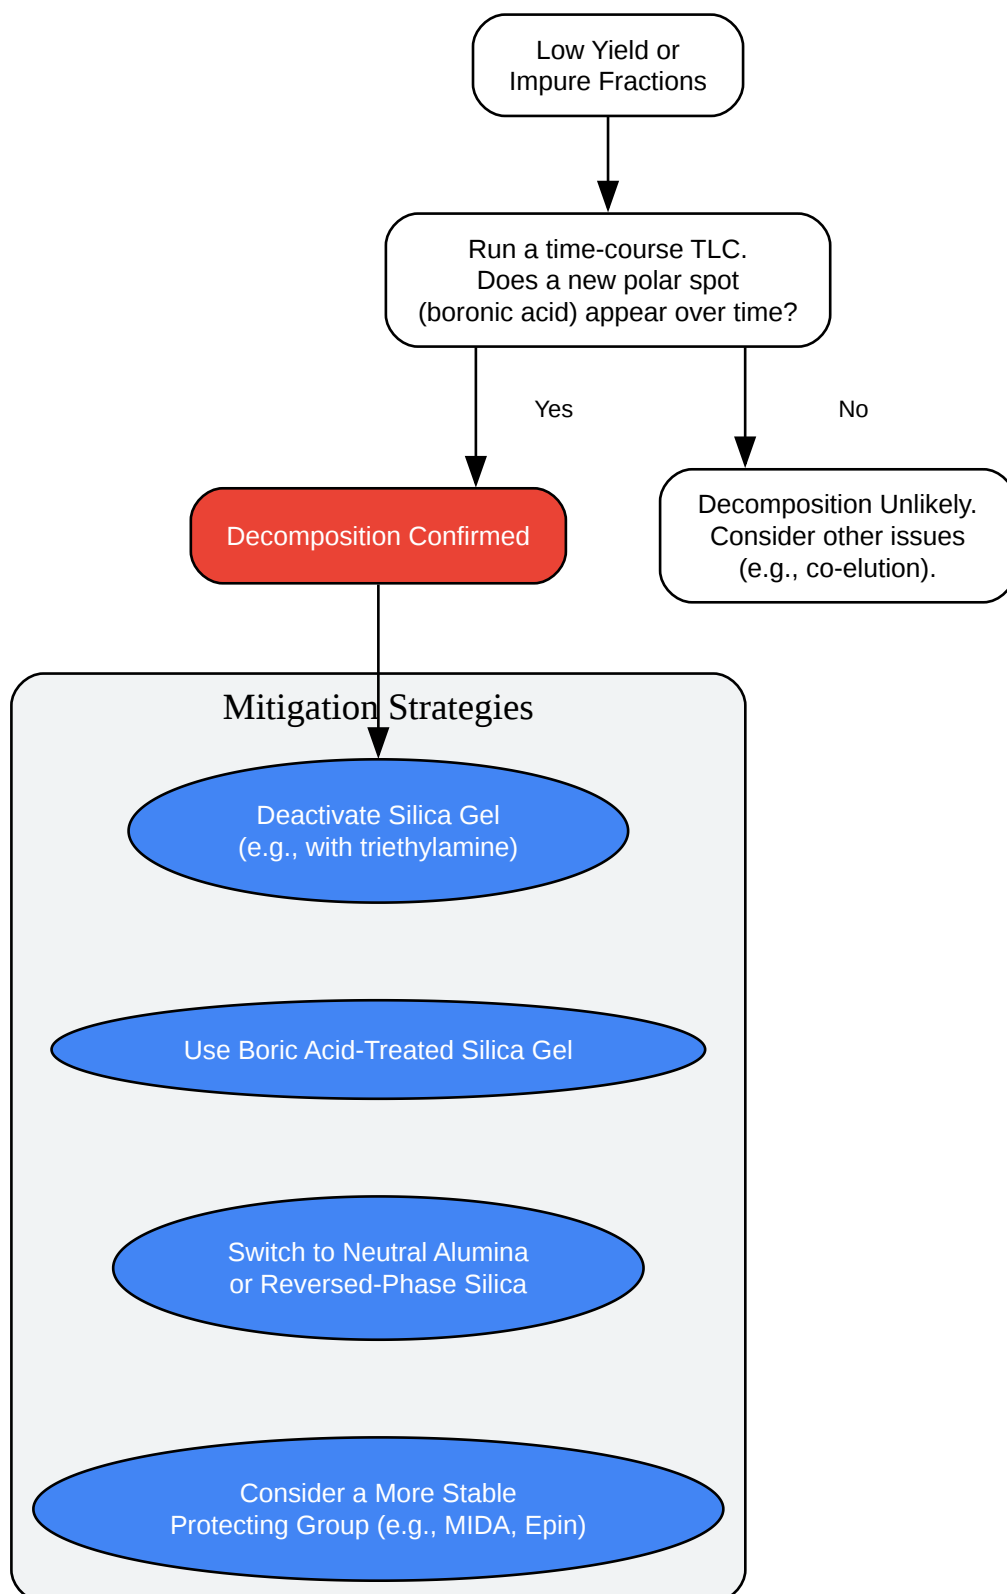 Low Yield or
Impure Fractions
Run a time-course TLC.
Does a new polar spot
(boronic acid) appear over time?
Yes
No
Decomposition Confirmed
Decomposition Unlikely.
Consider other issues
(e.g., co-elution).
Mitigation Strategies
Deactivate Silica Gel
(e.g., with triethylamine)
Use Boric Acid-Treated Silica Gel
Switch to Neutral Alumina
or Reversed-Phase Silica
Consider a More Stable
Protecting Group (e.g., MIDA, Epin)